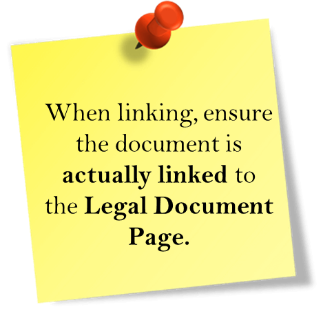 When linking, ensure
the document is
actually linked to
the Legal Document
Page.